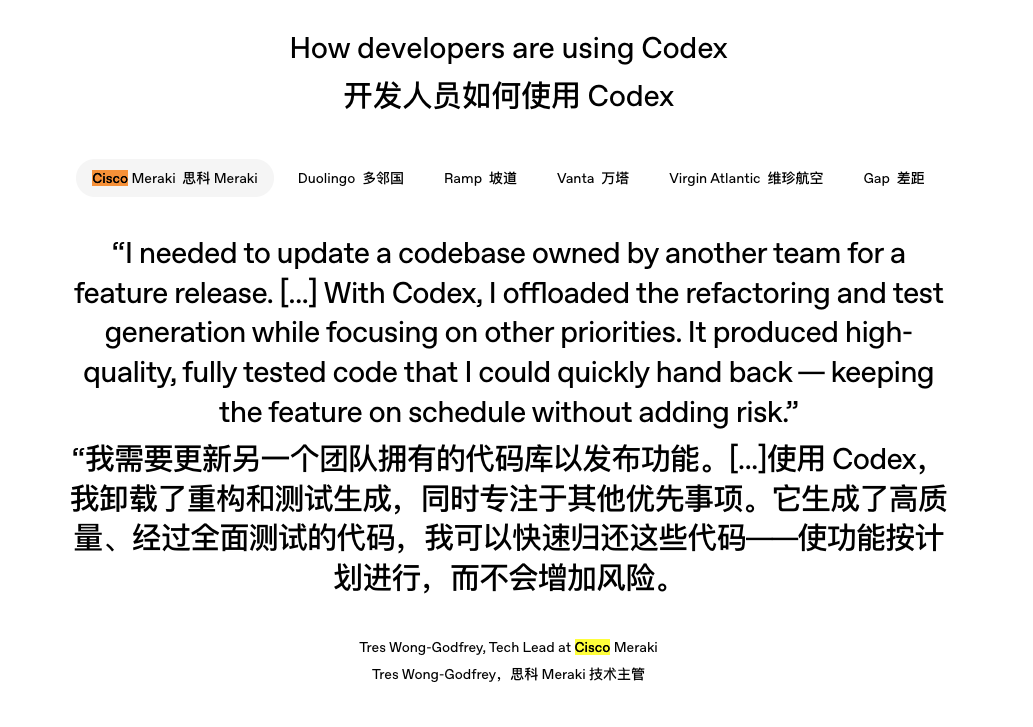 How developers are using Codex
开发人员如何使用 Codex
Cisco Meraki 思科 Meraki Duolingo 多邻国 Ramp 坡道 Vanta 万塔 Virgin Atlantic 维珍航空 Gap 差距
“I needed to update a codebase owned by another team for a
feature release. [...] With Codex, I offloaded the refactoring and test
generation while focusing on other priorities. It produced high-
quality, fully tested code that I could quickly hand back — keeping
the feature on schedule without adding risk.”
“我需要更新另一个团队拥有的代码库以发布功能。[...]使用 Codex，
我卸载了重构和测试生成，同时专注于其他优先事项。它生成了高质
量、经过全面测试的代码，我可以快速归还这些代码——使功能按计
划进行，而不会增加风险。
Tres Wong-Godfrey, Tech Lead at Cisco Meraki
Tres Wong-Godfrey，思科 Meraki 技术主管